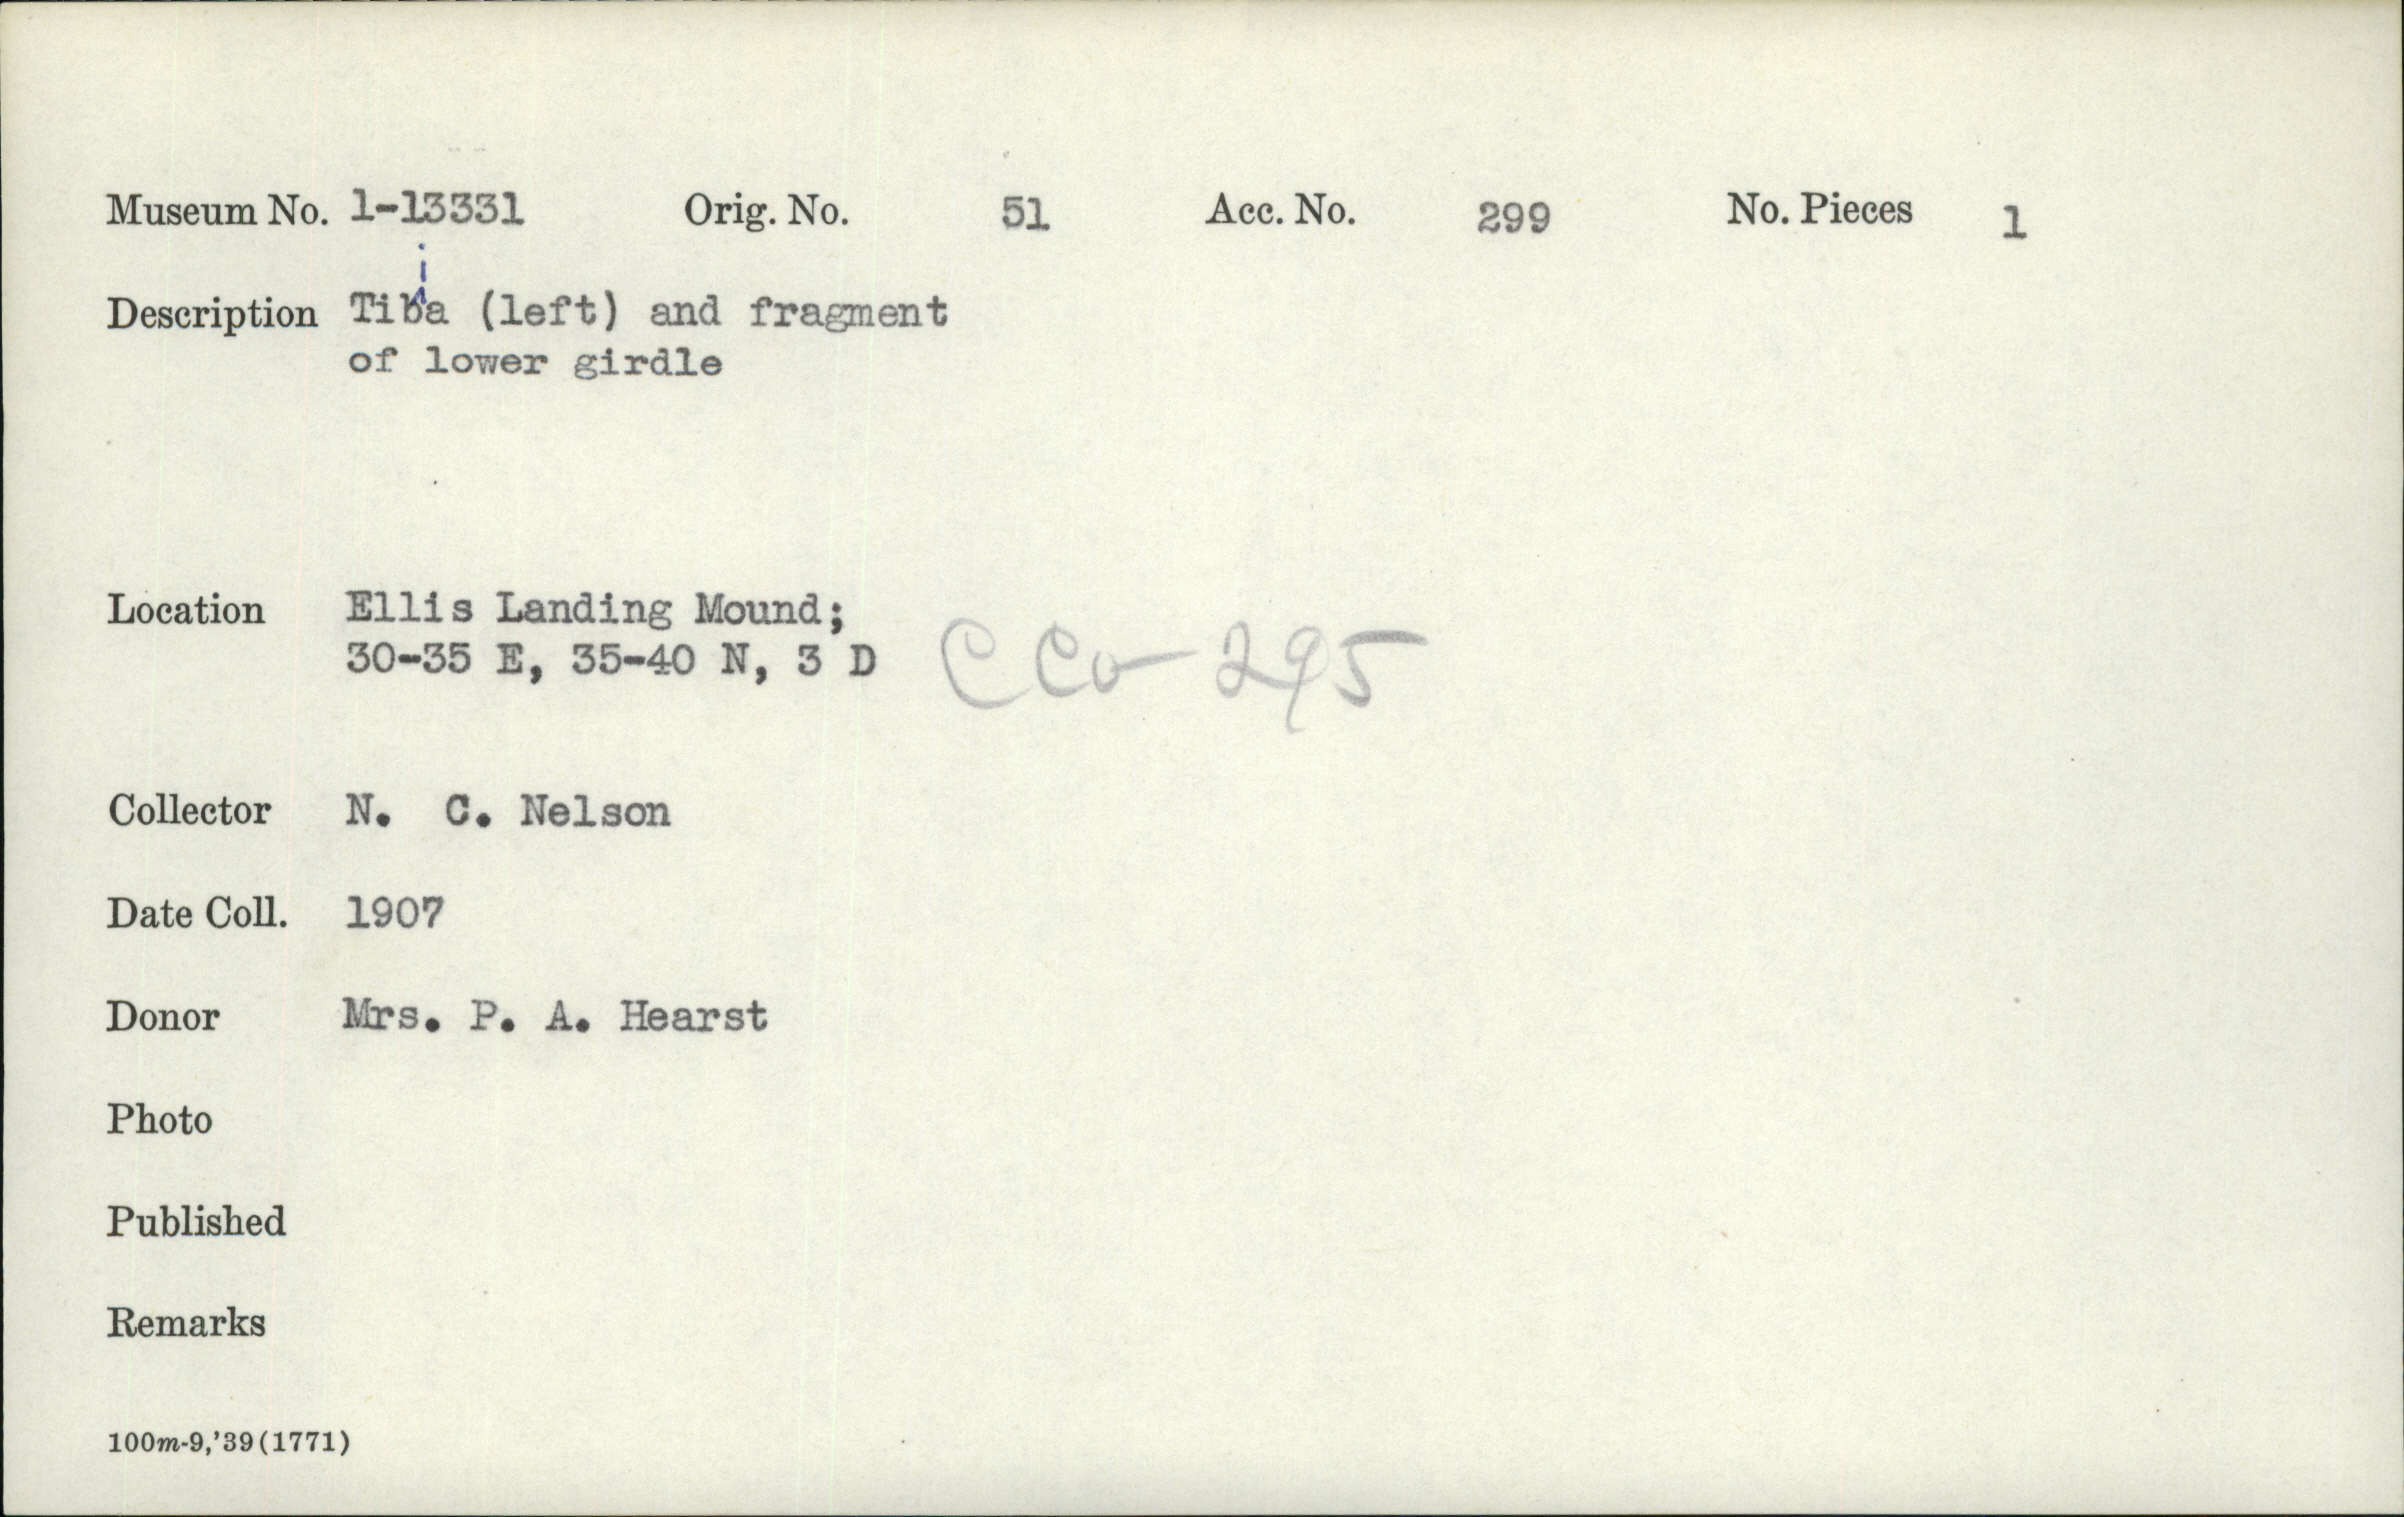 Museum No. 1-13331 Orig. No. 51 Acc. No. 299 No. Pieces 1
Description Tibia (left) and fragment
of lower girdle
Location Ellis Landing Mound;
30-35 E, 35-40 N, 3 D CCo-295
Collector N. C. Nelson
Date Coll. 1907
Donor Mrs. P. A. Hearst
Photo
Published
Remarks
100m-9,'39(1771)